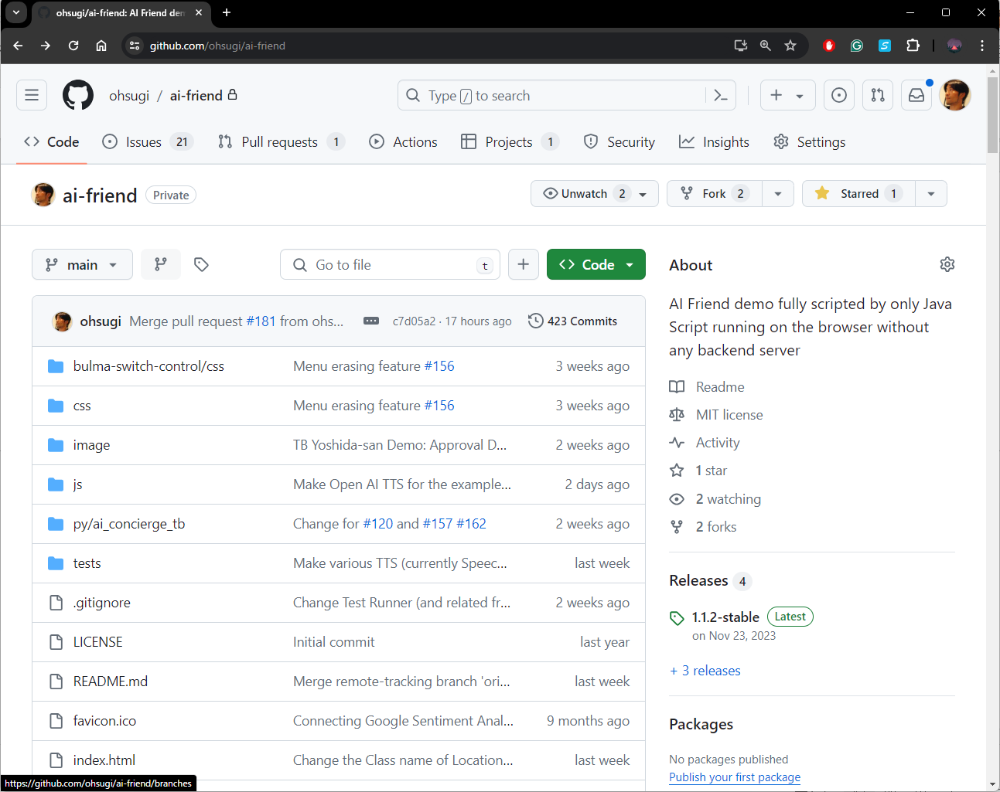 ohsugi/ai-friend: AI Friend den
github.com/ohsugi/ai-friend
ohsugi / ai-friend
Type / to search
Code
Issues 21
Pull requests 1
Actions
Projects 1
Security
Insights
Settings
ai-friend Private
Unwatch 2
Fork 2
Starred 1
main
Go to file t
Code
ohsugi Merge pull request #181 from ohs... c7d05a2 · 17 hours ago 423 Commits
bulma-switch-control/css Menu erasing feature #156 3 weeks ago
css Menu erasing feature #156 3 weeks ago
image TB Yoshida-san Demo: Approval D... 2 weeks ago
js Make Open AI TTS for the example... 2 days ago
py/ai_concierge_tb Change for #120 and #157 #162 2 weeks ago
tests Make various TTS (currently Speec... last week
.gitignore Change Test Runner (and related fr... 2 weeks ago
LICENSE Initial commit last year
README.md Merge remote-tracking branch 'ori... last week
favicon.ico Connecting Google Sentiment Anal... 9 months ago
index.html Change the Class name of Location... last week
About
AI Friend demo fully scripted by only Java
Script running on the browser without
any backend server
Readme
MIT license
Activity
1 star
2 watching
2 forks
Releases 4
1.1.2-stable Latest
on Nov 23, 2023
+ 3 releases
Packages
No packages published
Publish your first package
https://github.com/ohsugi/ai-friend/branches